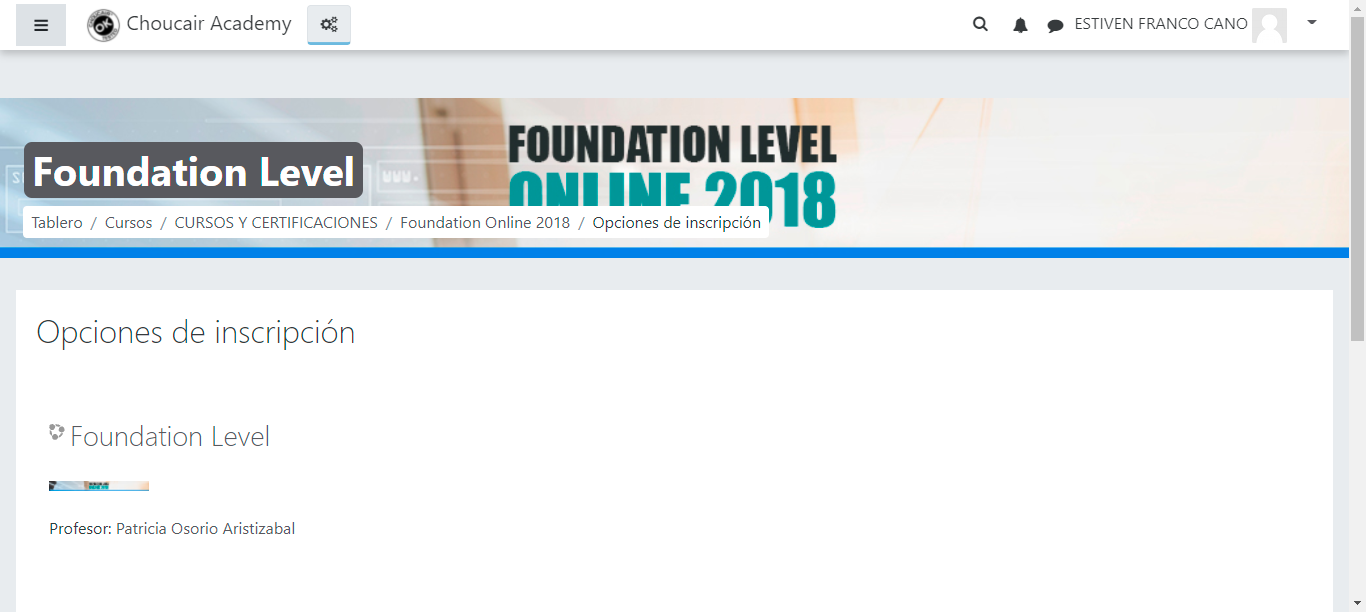 Choucair Academy
ESTIVEN FRANCO CANO
FOUNDATION LEVEL
ONLINE 2018
www.
Foundation Level
Tablero / Cursos / CURSOS Y CERTIFICACIONES / Foundation Online 2018 / Opciones de inscripción
Opciones de inscripción
Foundation Level
Profesor: Patricia Osorio Aristizabal